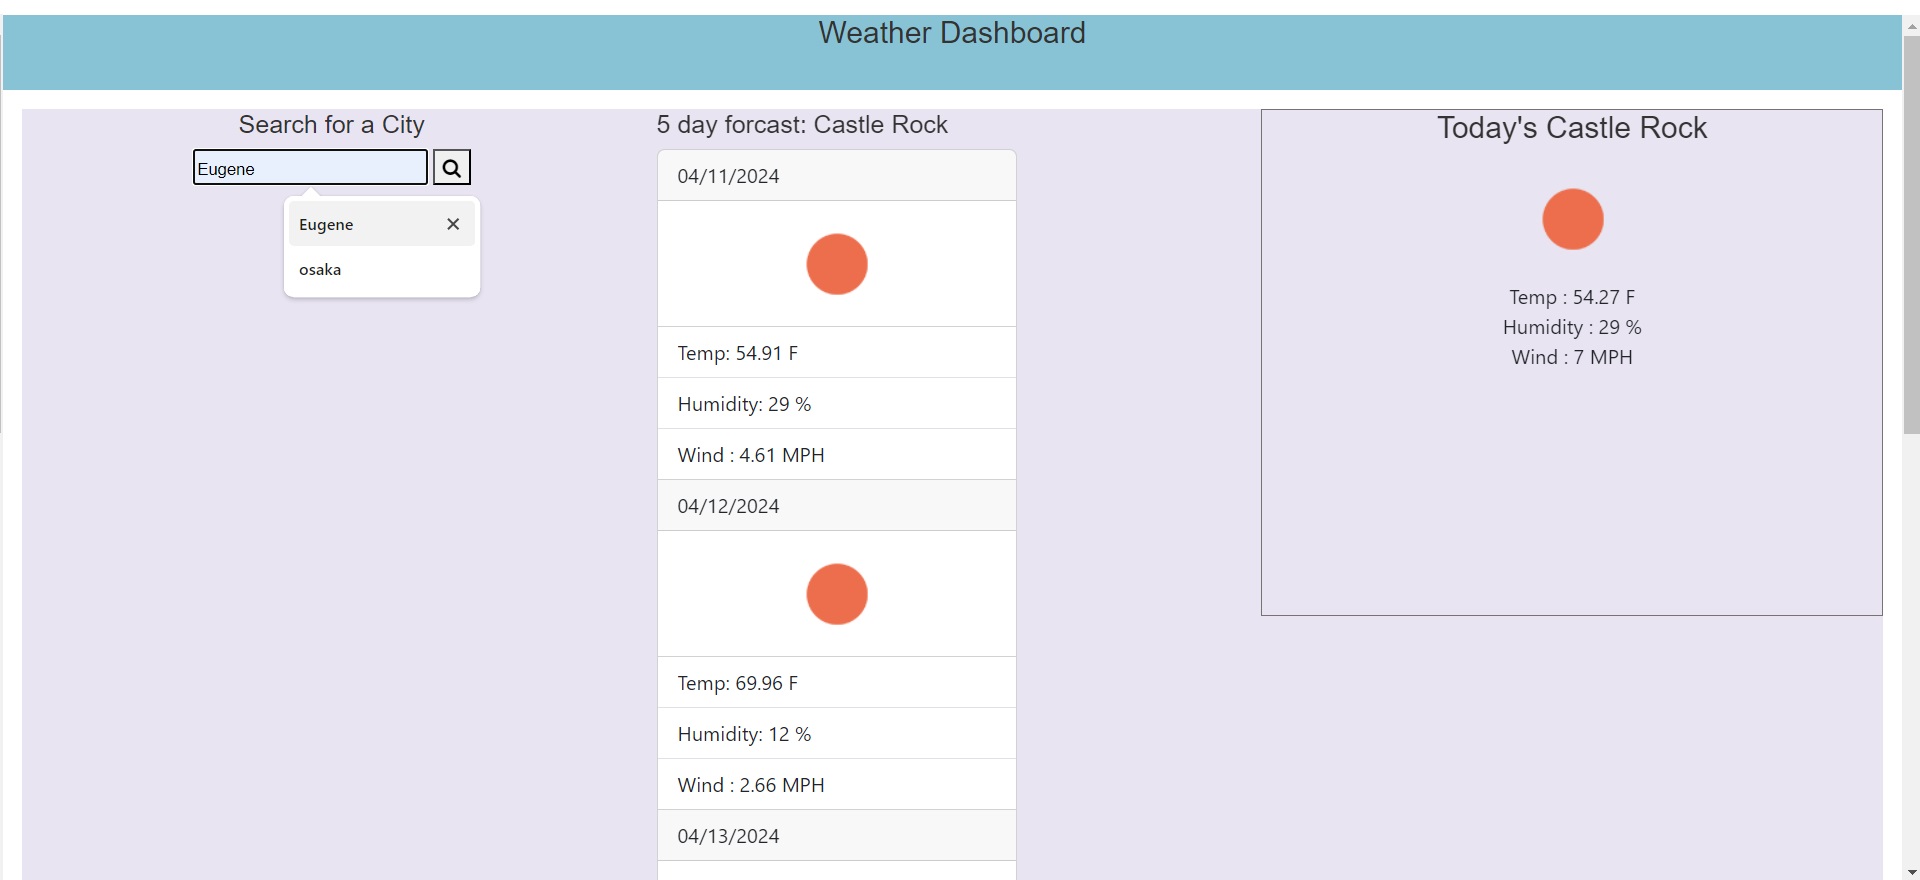 Weather Dashboard
Search for a City
Eugene
Eugene
osaka
5 day forcast: Castle Rock
04/11/2024
Temp: 54.91 F
Humidity: 29 %
Wind : 4.61 MPH
04/12/2024
Temp: 69.96 F
Humidity: 12 %
Wind : 2.66 MPH
04/13/2024
Today's Castle Rock
Temp : 54.27 F
Humidity : 29 %
Wind : 7 MPH